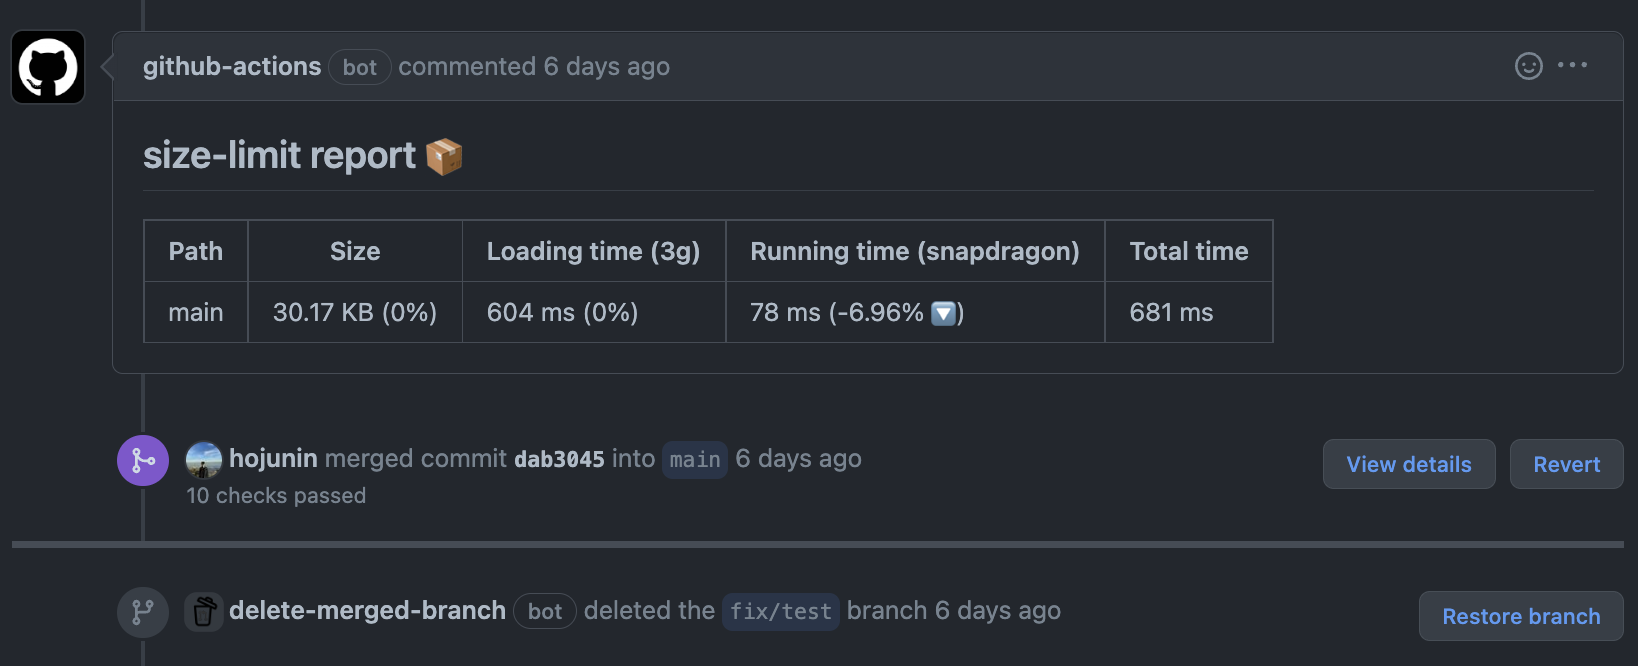 github-actions bot commented 6 days ago
size-limit report 📦
Path Size Loading time (3g) Running time (snapdragon) Total time
main 30.17 KB (0%) 604 ms (0%) 78 ms (-6.96% 🔽) 681 ms
hojunin merged commit dab3045 into main 6 days ago View details Revert
10 checks passed
delete-merged-branch bot deleted the fix/test branch 6 days ago Restore branch